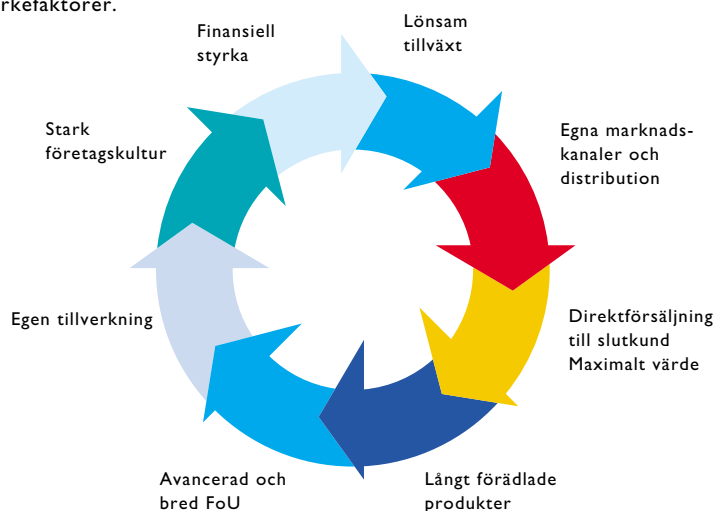 rkefaktorer.
Lönsam
tillväxt
Egna marknads-
kanaler och
distribution
Direktförsäljning
till slutkund
Maximalt värde
Långt förädlade
produkter
Avancerad och
bred FoU
Egen tillverkning
Stark
företagskultur
Finansiell
styrka